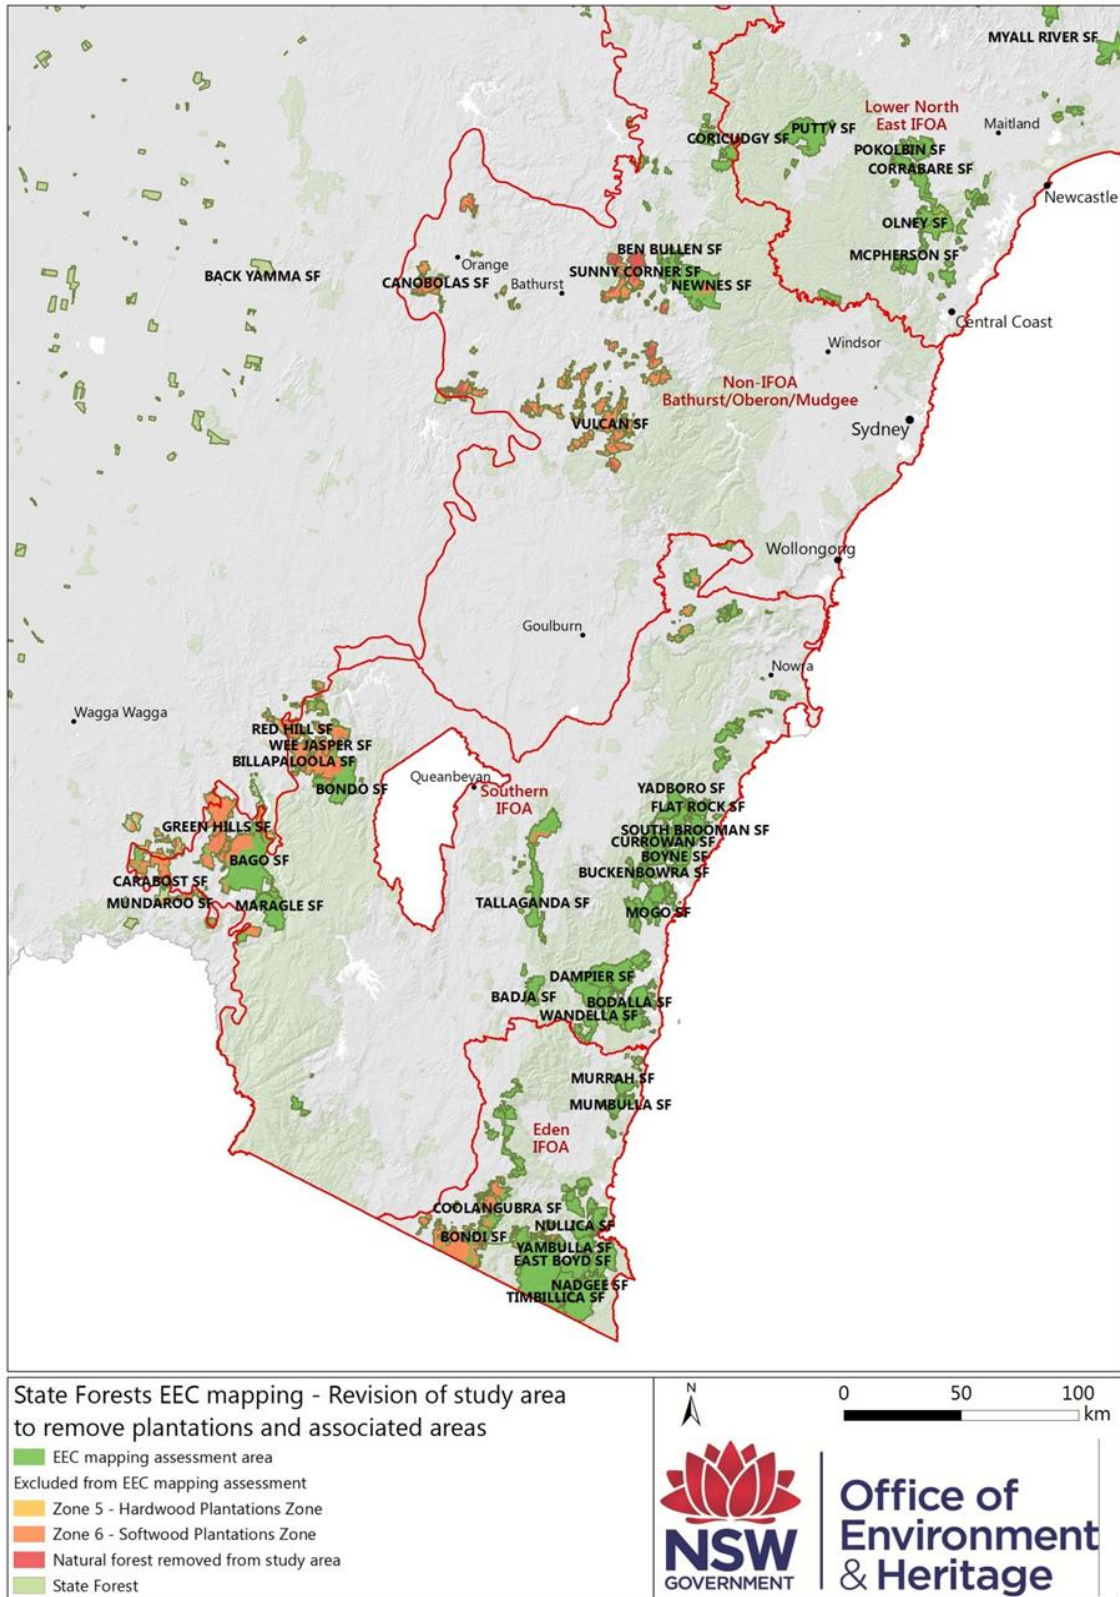 MYALL RIVER SF
Lower North
East IFOA
Maitland
PUTTY SF
CORICUDGY SF
POKOLBIN SF
CORRABARE SF
Newcastle
OLNEY SF
MCPHERSON SF
BEN BULLEN SF
Orange
SUNNY CORNER SF
BACK YAMMA SF
CANOBOLAS SF
Bathurst
NEWNES SF
Central Coast
Windsor
Non-IFOA
Bathurst/Oberon/Mudgee
VULCAN SF
Sydney
Wollongong
Goulburn
Nowra
Wagga Wagga
RED HILL SF
WEE JASPER SF
BILLAPALOOLA SF
BONDO SF
Queanbeyan
Southern
IFOA
YADBORO SF
FLAT ROCK SF
SOUTH BROOMAN SF
CURROWAN SF
BOYNE SF
BUCKENBOWRA SF
GREEN HILLS SF
BAGO SF
CARABOST SF
MUNDAROO SF
MARAGLE SF
TALLAGANDA SF
MOGO SF
DAMPIER SF
BADJA SF
BODALLA SF
WANDELLA SF
MURRAH SF
MUMBULLA SF
Eden
IFOA
COOLANGUBRA SF
NULLICA SF
BONDI SF
YAMBULLA SF
EAST BOYD SF
NADGEE SF
TIMBILLICA SF
State Forests EEC mapping - Revision of study area
to remove plantations and associated areas
EEC mapping assessment area
Excluded from EEC mapping assessment
Zone 5 - Hardwood Plantations Zone
Zone 6 - Softwood Plantations Zone
Natural forest removed from study area
State Forest
N
0 50 100
km
NSW
GOVERNMENT
Office of
Environment
& Heritage